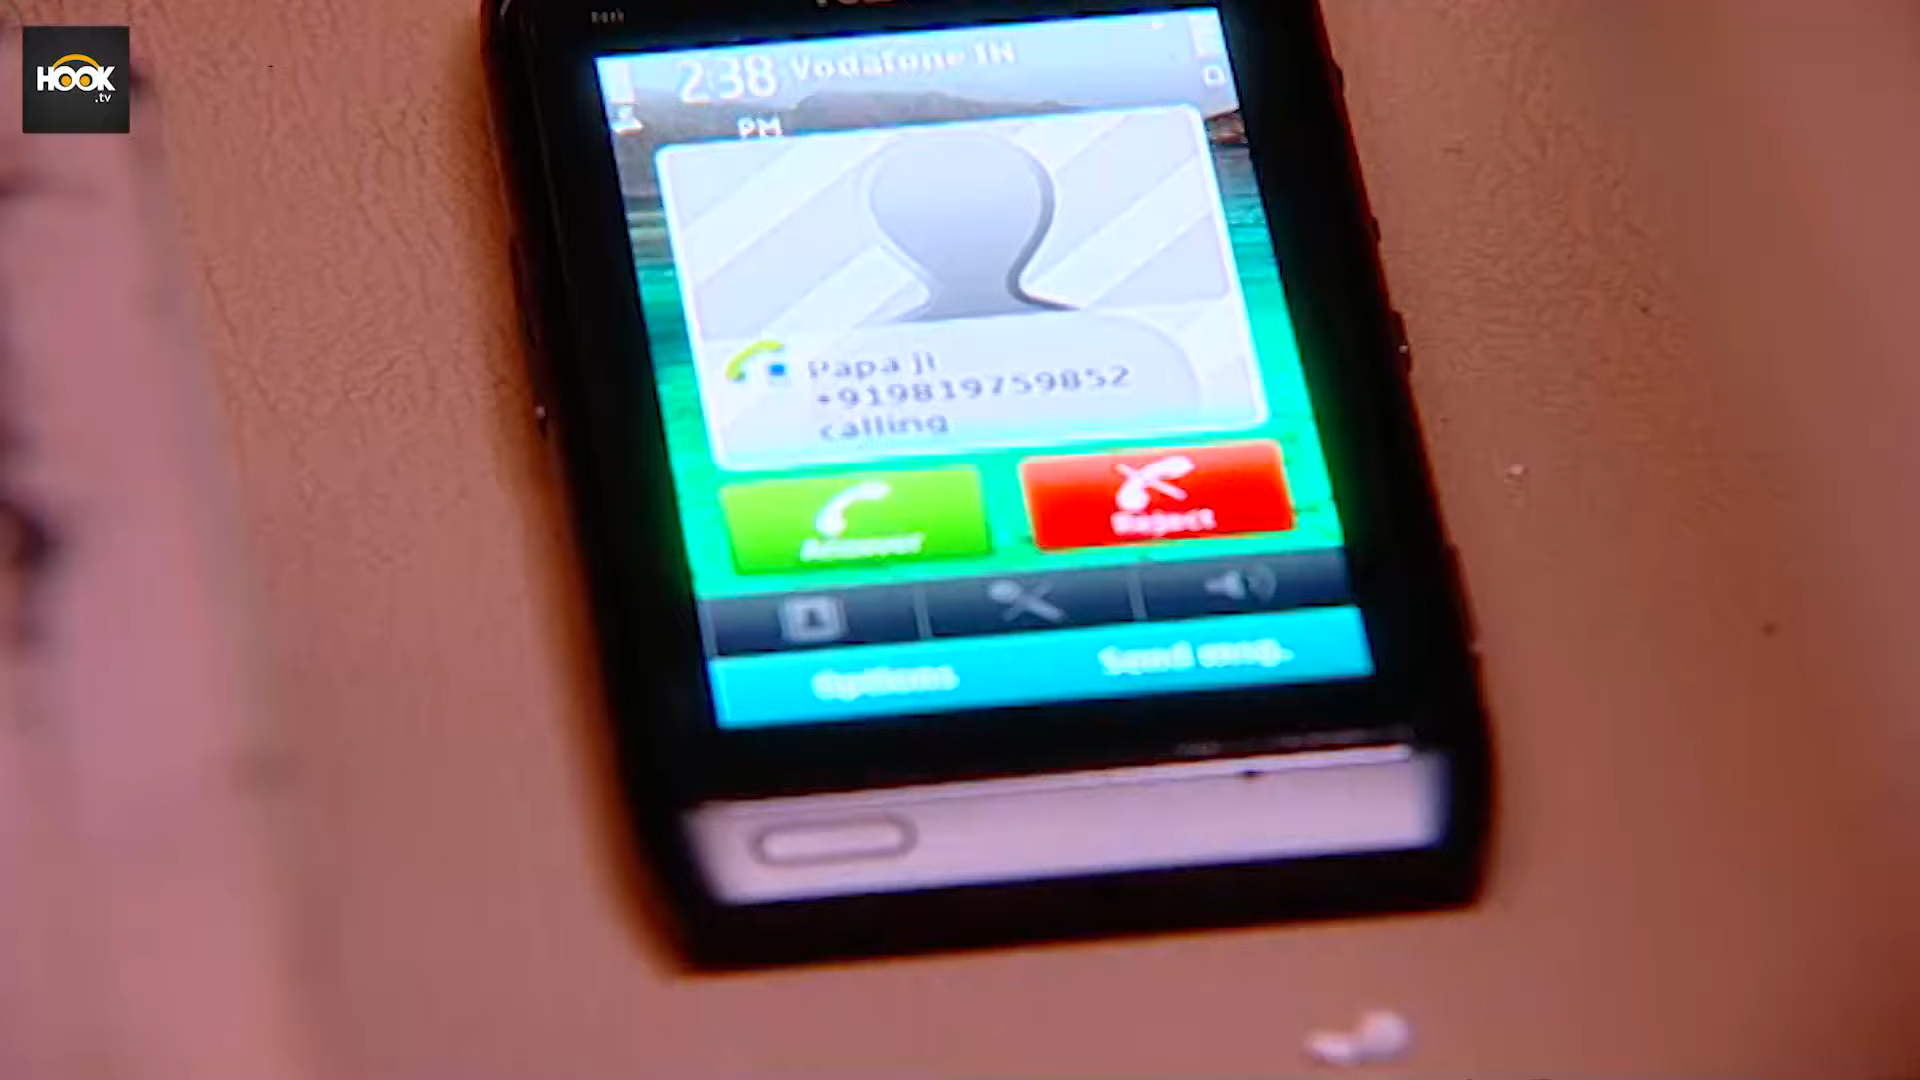 HOOK
.tv
2:38 Vodafone IN
PM
Papa ji
+919819759852
calling
Answer
Reject
Options
Send msg.